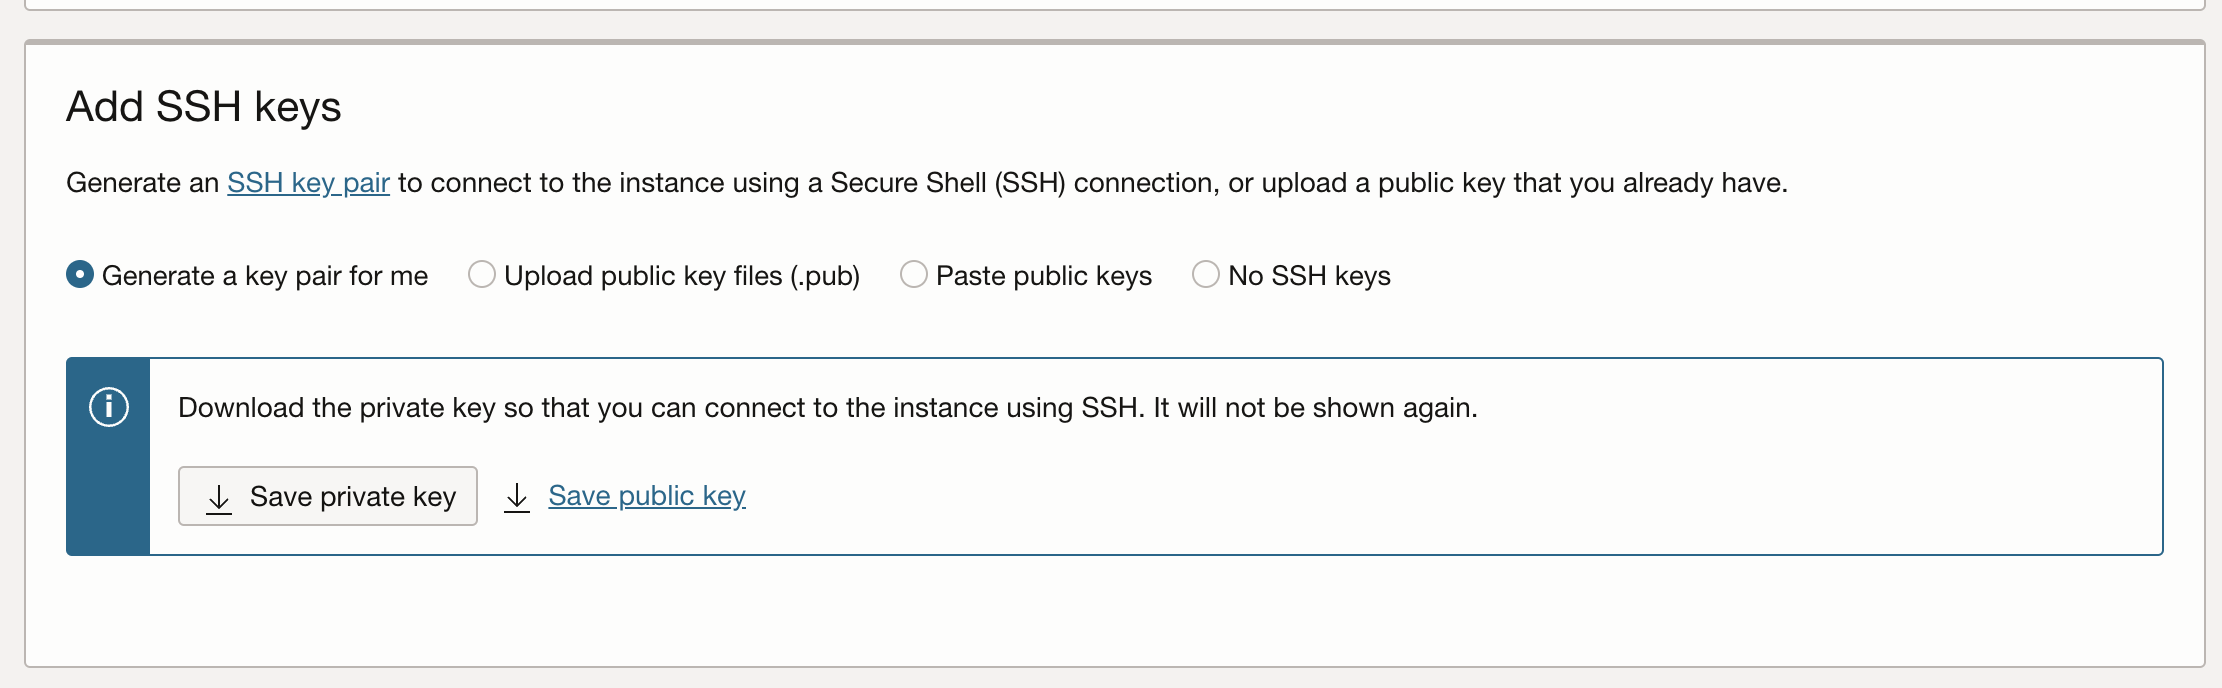 Add SSH keys
Generate an SSH key pair to connect to the instance using a Secure Shell (SSH) connection, or upload a public key that you already have.
Generate a key pair for me Upload public key files (.pub) Paste public keys No SSH keys
Download the private key so that you can connect to the instance using SSH. It will not be shown again.
Save private key Save public key